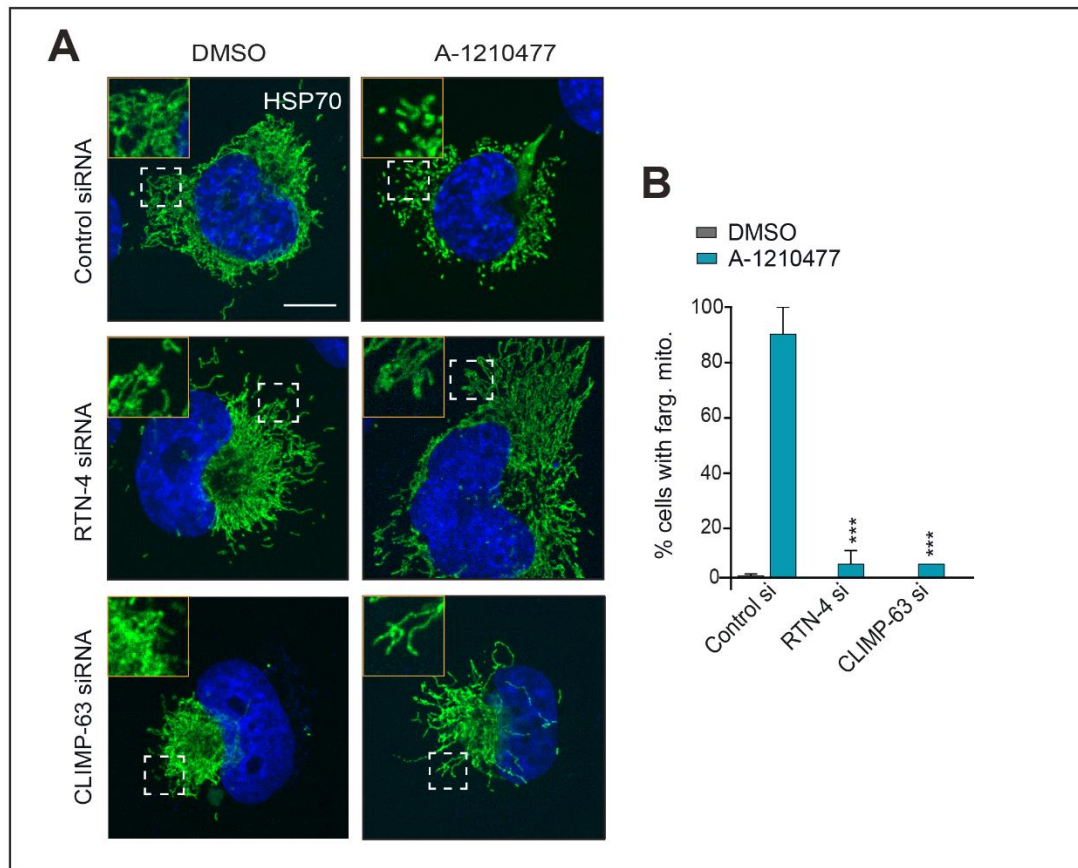 A
DMSO
A-1210477
HSP70
Control siRNA
RTN-4 siRNA
CLIMP-63 siRNA
B
DMSO
A-1210477
% cells with farg. mito.
100
80
60
40
20
0
***
***
Control si
RTN-4 si
CLIMP-63 si